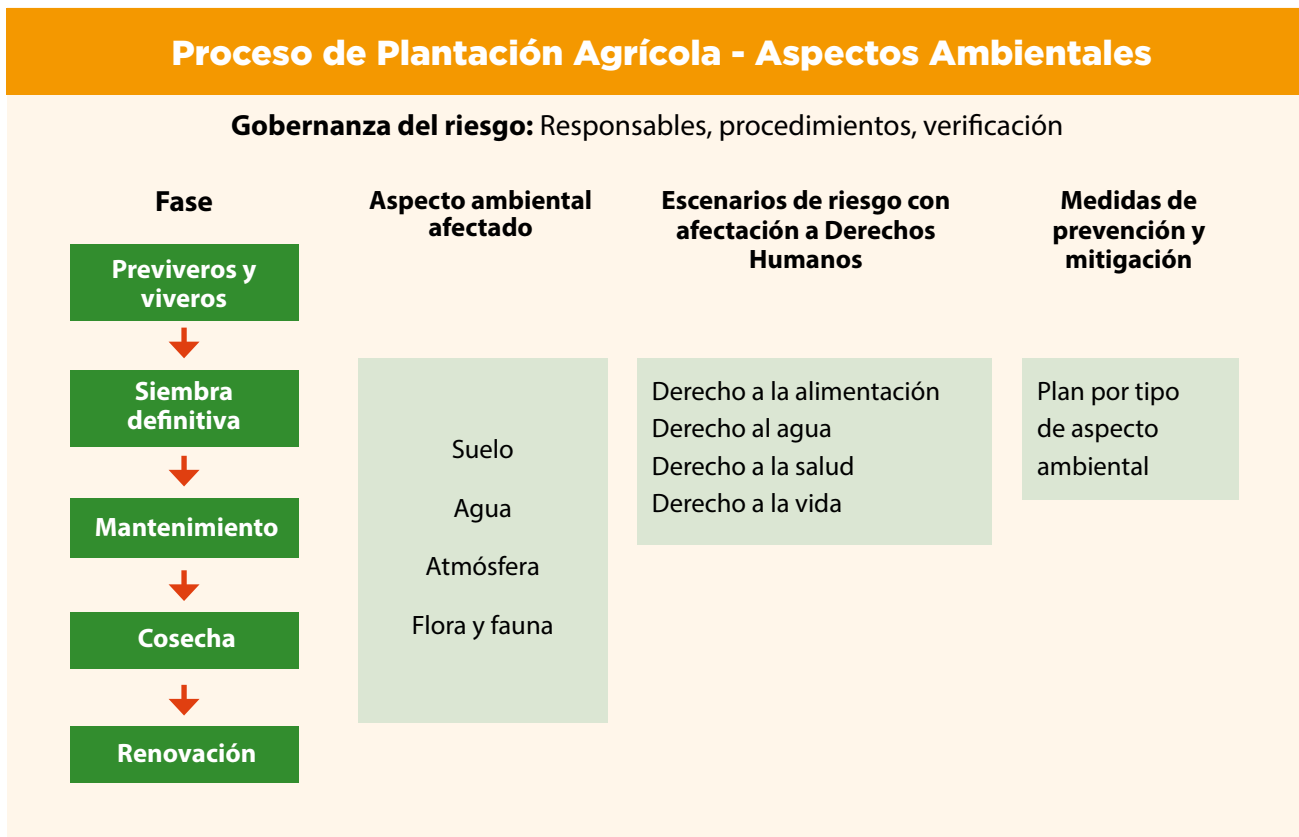 Proceso de Plantación Agrícola - Aspectos Ambientales
Gobernanza del riesgo: Responsables, procedimientos, verificación
Fase
Previveros y
viveros
Siembra
definitiva
Mantenimiento
Cosecha
Renovación
Aspecto ambiental
afectado
Suelo
Agua
Atmósfera
Flora y fauna
Escenarios de riesgo con
afectación a Derechos
Humanos
Derecho a la alimentación
Derecho al agua
Derecho a la salud
Derecho a la vida
Medidas de
prevención y
mitigación
Plan por tipo
de aspecto
ambiental